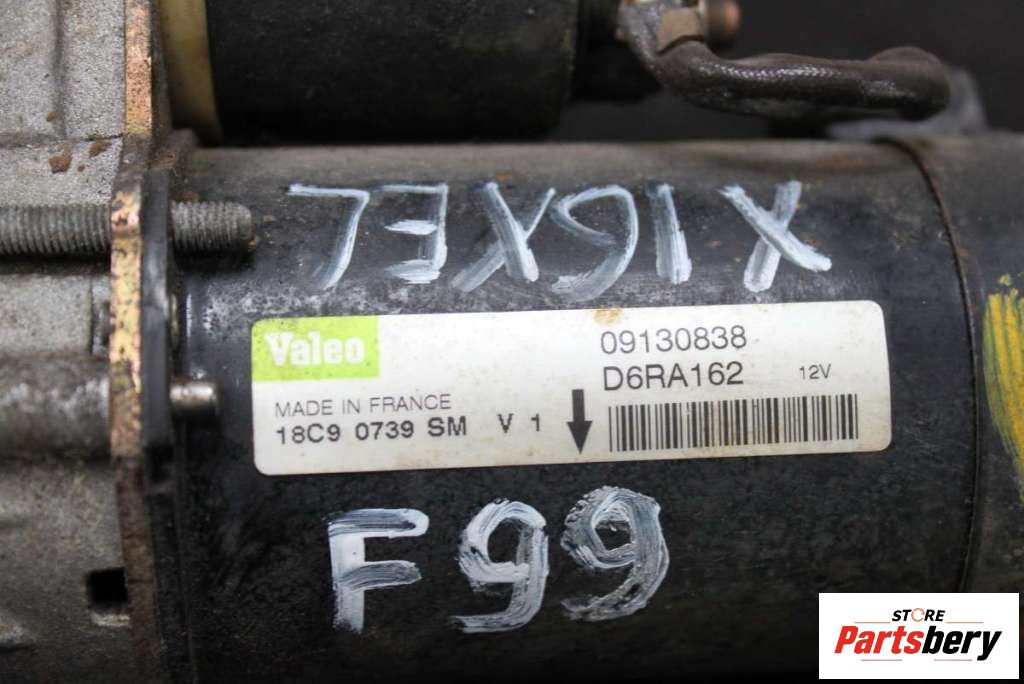 X16XEL
Valeo
09130838
D6RA162 12V
MADE IN FRANCE
18C9 0739 SM V 1
F99
STORE
Partsbery